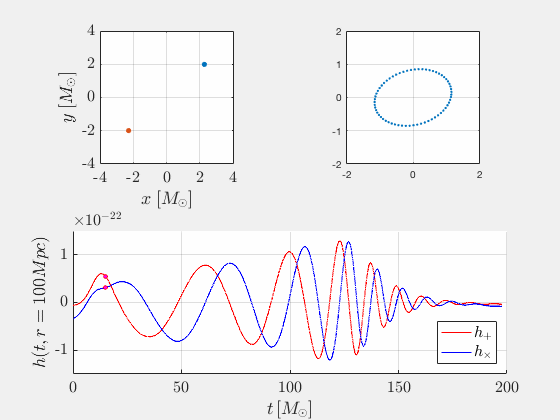 4
2
0
-2
-4
-4 -2 0 2 4
y [M⊙]
x [M⊙]
2
1
0
-1
-2
-2 0 2
×10⁻²²
1
0
-1
0 50 100 150 200
h(t, r = 100Mpc)
t [M⊙]
h₊
h×